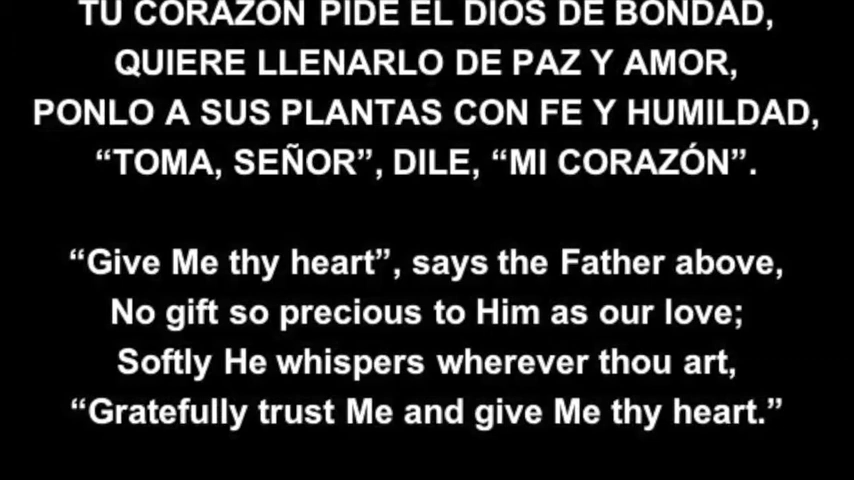 TU CORAZÓN PIDE EL DIOS DE BONDAD,
QUIERE LLENARLO DE PAZ Y AMOR,
PONLO A SUS PLANTAS CON FE Y HUMILDAD,
“TOMA, SEÑOR”, DILE, “MI CORAZÓN”.
“Give Me thy heart”, says the Father above,
No gift so precious to Him as our love;
Softly He whispers wherever thou art,
“Gratefully trust Me and give Me thy heart.”